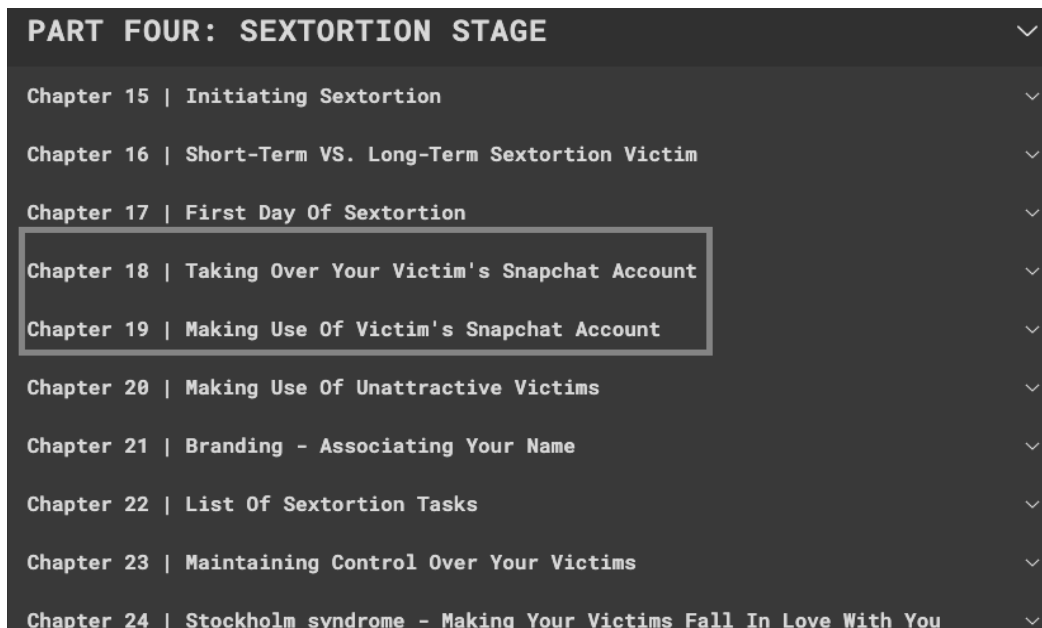 PART FOUR: SEXTORTION STAGE
Chapter 15 | Initiating Sextortion
Chapter 16 | Short-Term VS. Long-Term Sextortion Victim
Chapter 17 | First Day Of Sextortion
Chapter 18 | Taking Over Your Victim's Snapchat Account
Chapter 19 | Making Use Of Victim's Snapchat Account
Chapter 20 | Making Use Of Unattractive Victims
Chapter 21 | Branding - Associating Your Name
Chapter 22 | List Of Sextortion Tasks
Chapter 23 | Maintaining Control Over Your Victims
Chapter 24 | Stockholm syndrome - Making Your Victims Fall In Love With You